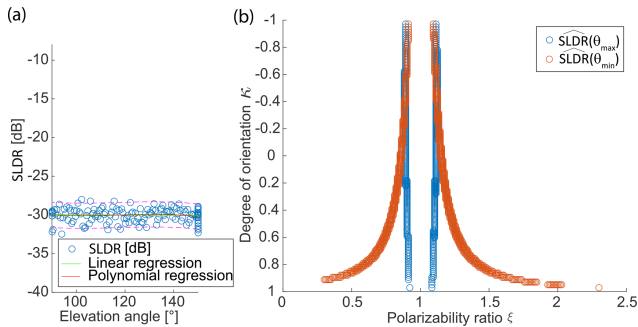 (a)
SLDR [dB]
-10
-15
-20
-25
-30
-35
-40
100 120 140
Elevation angle [°]
SLDR [dB]
Linear regression
Polynomial regression
(b)
Degree of orientation κ
-1
-0.8
-0.6
-0.4
-0.2
0
0.2
0.4
0.6
0.8
1
0 0.5 1 1.5 2 2.5
Polarizability ratio ξ
SLDR(θmax)
SLDR(θmin)